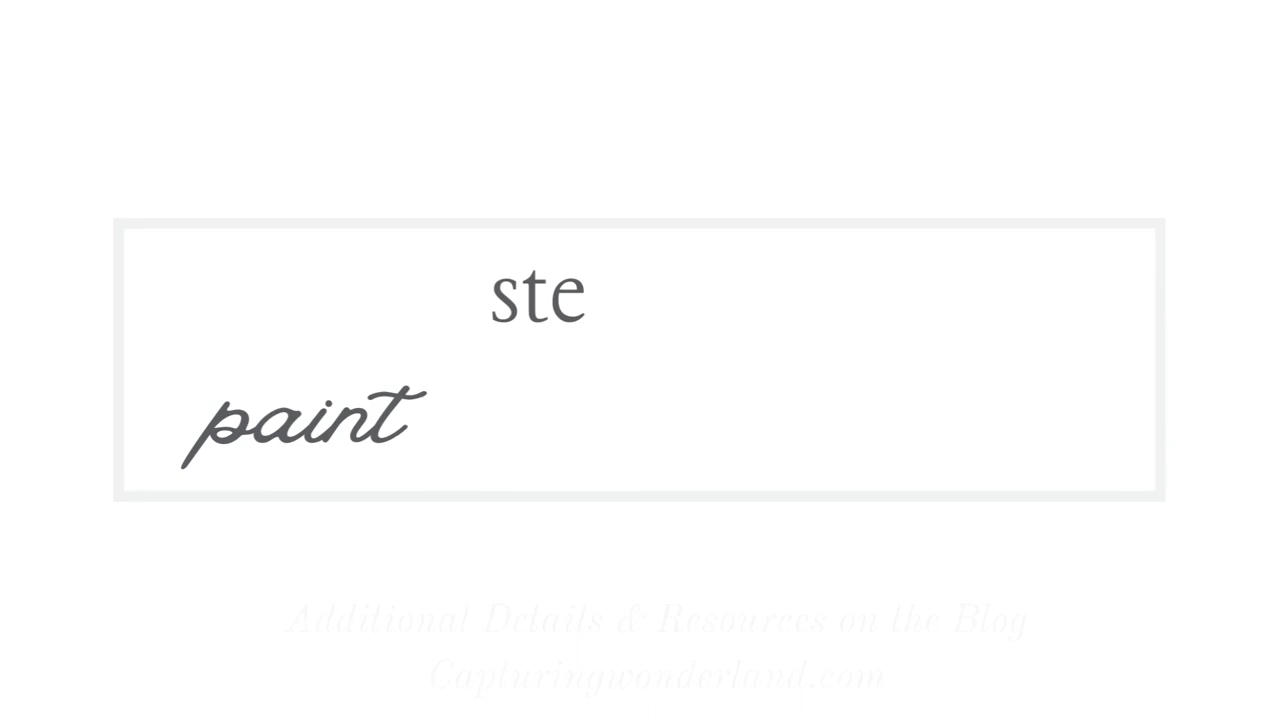 ste
paint
Additional Details & Resources on the Blog
Capturingwonderland.com